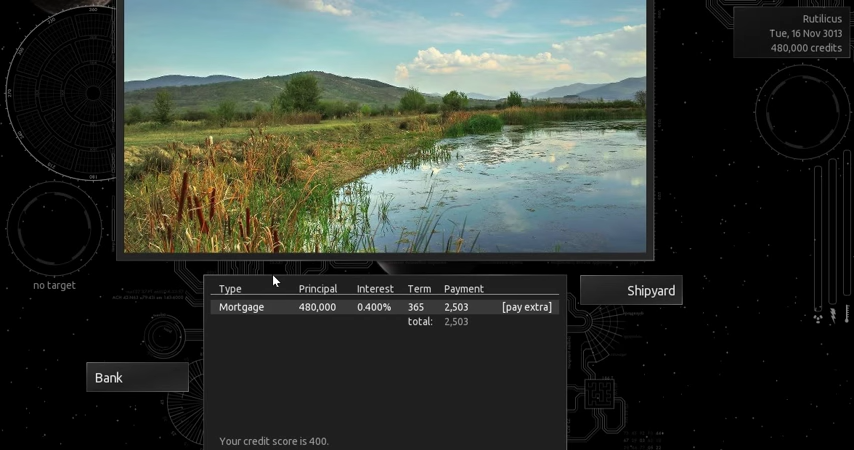 Rutilicus
Tue, 16 Nov 3013
480,000 credits
no target
Type Principal Interest Term Payment
Mortgage 480,000 0.400% 365 2,503 [pay extra]
total: 2,503
Shipyard
Bank
Your credit score is 400.